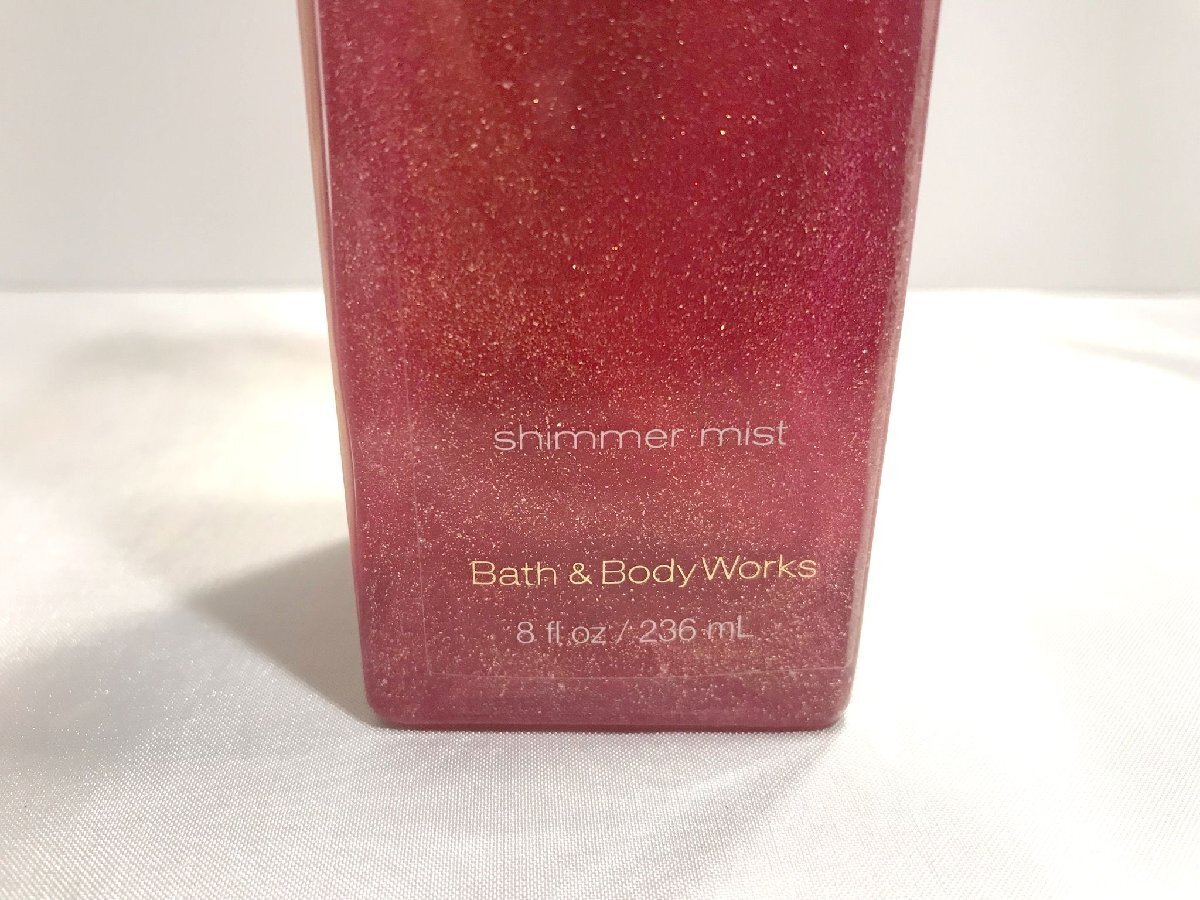 shimmer mist
Bath & Body Works
8 fl oz / 236 mL